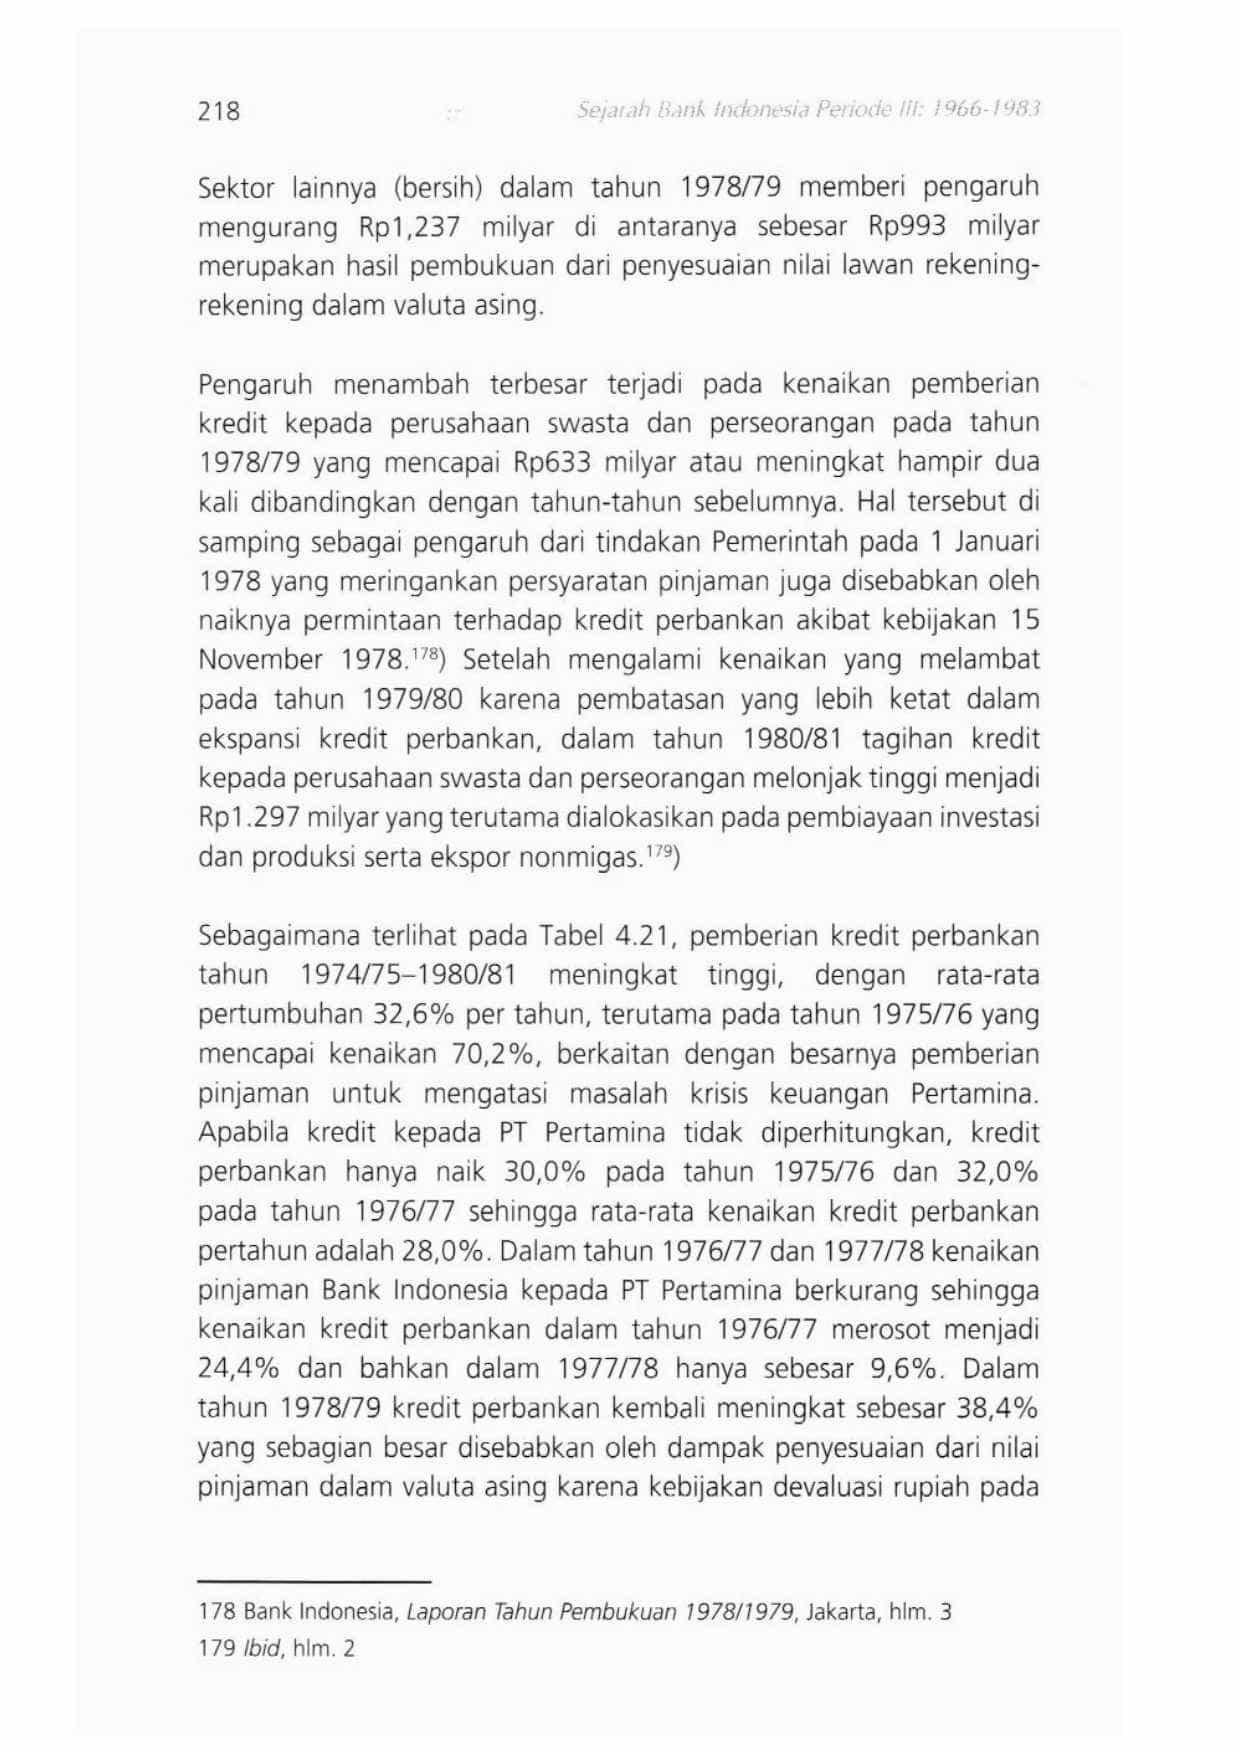 218
Sejarah Bank Indonesia Periode III: 1966-1983
Sektor lainnya (bersih) dalam tahun 1978/79 memberi pengaruh
mengurang Rp1,237 milyar di antaranya sebesar Rp993 milyar
merupakan hasil pembukuan dari penyesuaian nilai lawan rekening-
rekening dalam valuta asing.
Pengaruh menambah terbesar terjadi pada kenaikan pemberian
kredit kepada perusahaan swasta dan perseorangan pada tahun
1978/79 yang mencapai Rp633 milyar atau meningkat hampir dua
kali dibandingkan dengan tahun-tahun sebelumnya. Hal tersebut di
samping sebagai pengaruh dari tindakan Pemerintah pada 1 Januari
1978 yang meringankan persyaratan pinjaman juga disebabkan oleh
naiknya permintaan terhadap kredit perbankan akibat kebijakan 15
November 1978.¹⁷⁸) Setelah mengalami kenaikan yang melambat
pada tahun 1979/80 karena pembatasan yang lebih ketat dalam
ekspansi kredit perbankan, dalam tahun 1980/81 tagihan kredit
kepada perusahaan swasta dan perseorangan melonjak tinggi menjadi
Rp1.297 milyar yang terutama dialokasikan pada pembiayaan investasi
dan produksi serta ekspor nonmigas.¹⁷⁹)
Sebagaimana terlihat pada Tabel 4.21, pemberian kredit perbankan
tahun 1974/75–1980/81 meningkat tinggi, dengan rata-rata
pertumbuhan 32,6% per tahun, terutama pada tahun 1975/76 yang
mencapai kenaikan 70,2%, berkaitan dengan besarnya pemberian
pinjaman untuk mengatasi masalah krisis keuangan Pertamina.
Apabila kredit kepada PT Pertamina tidak diperhitungkan, kredit
perbankan hanya naik 30,0% pada tahun 1975/76 dan 32,0%
pada tahun 1976/77 sehingga rata-rata kenaikan kredit perbankan
pertahun adalah 28,0%. Dalam tahun 1976/77 dan 1977/78 kenaikan
pinjaman Bank Indonesia kepada PT Pertamina berkurang sehingga
kenaikan kredit perbankan dalam tahun 1976/77 merosot menjadi
24,4% dan bahkan dalam 1977/78 hanya sebesar 9,6%. Dalam
tahun 1978/79 kredit perbankan kembali meningkat sebesar 38,4%
yang sebagian besar disebabkan oleh dampak penyesuaian dari nilai
pinjaman dalam valuta asing karena kebijakan devaluasi rupiah pada
178 Bank Indonesia, Laporan Tahun Pembukuan 1978/1979, Jakarta, hlm. 3
179 Ibid, hlm. 2